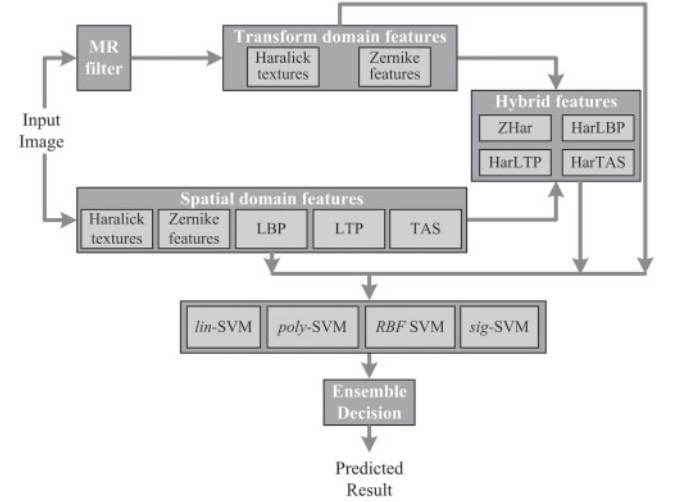 MR
filter
Transform domain features
Haralick
textures
Zernike
features
Input
Image
Hybrid features
ZHar
HarLBP
HarLTP
HarTAS
Spatial domain features
Haralick
textures
Zernike
features
LBP
LTP
TAS
lin-SVM
poly-SVM
RBF SVM
sig-SVM
Ensemble
Decision
Predicted
Result